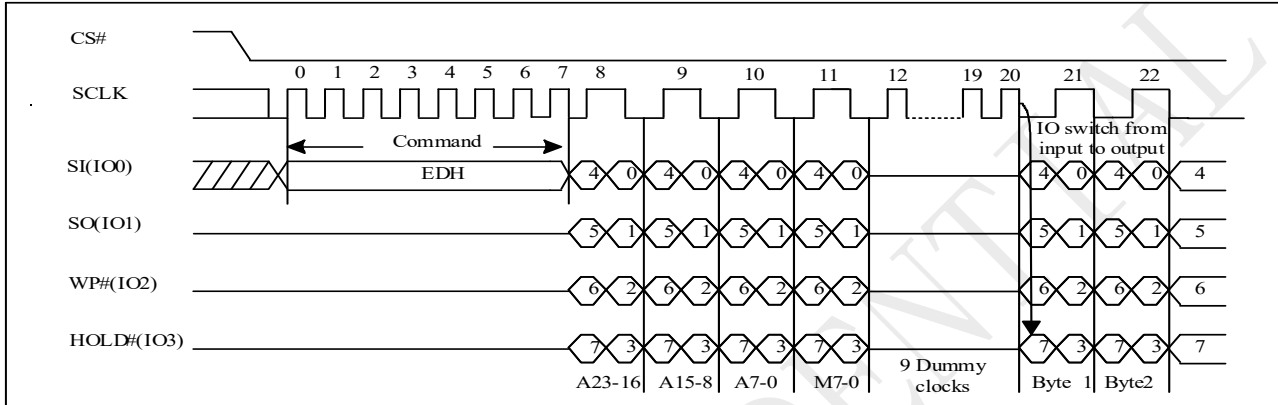 CS#
0 1 2 3 4 5 6 7 8 9 10 11 12 19 20 21 22
SCLK
Command
IO switch from
input to output
SI(IO0)
EDH
4 0 4 0 4 0 4 0 4 0 4 0 4
SO(IO1)
5 1 5 1 5 1 5 1 5 1 5 1 5
WP#(IO2)
6 2 6 2 6 2 6 2 6 2 6 2 6
HOLD#(IO3)
7 3 7 3 7 3 7 3 7 3 7 3 7
A23-16 A15-8 A7-0 M7-0
9 Dummy
clocks
Byte 1 Byte2